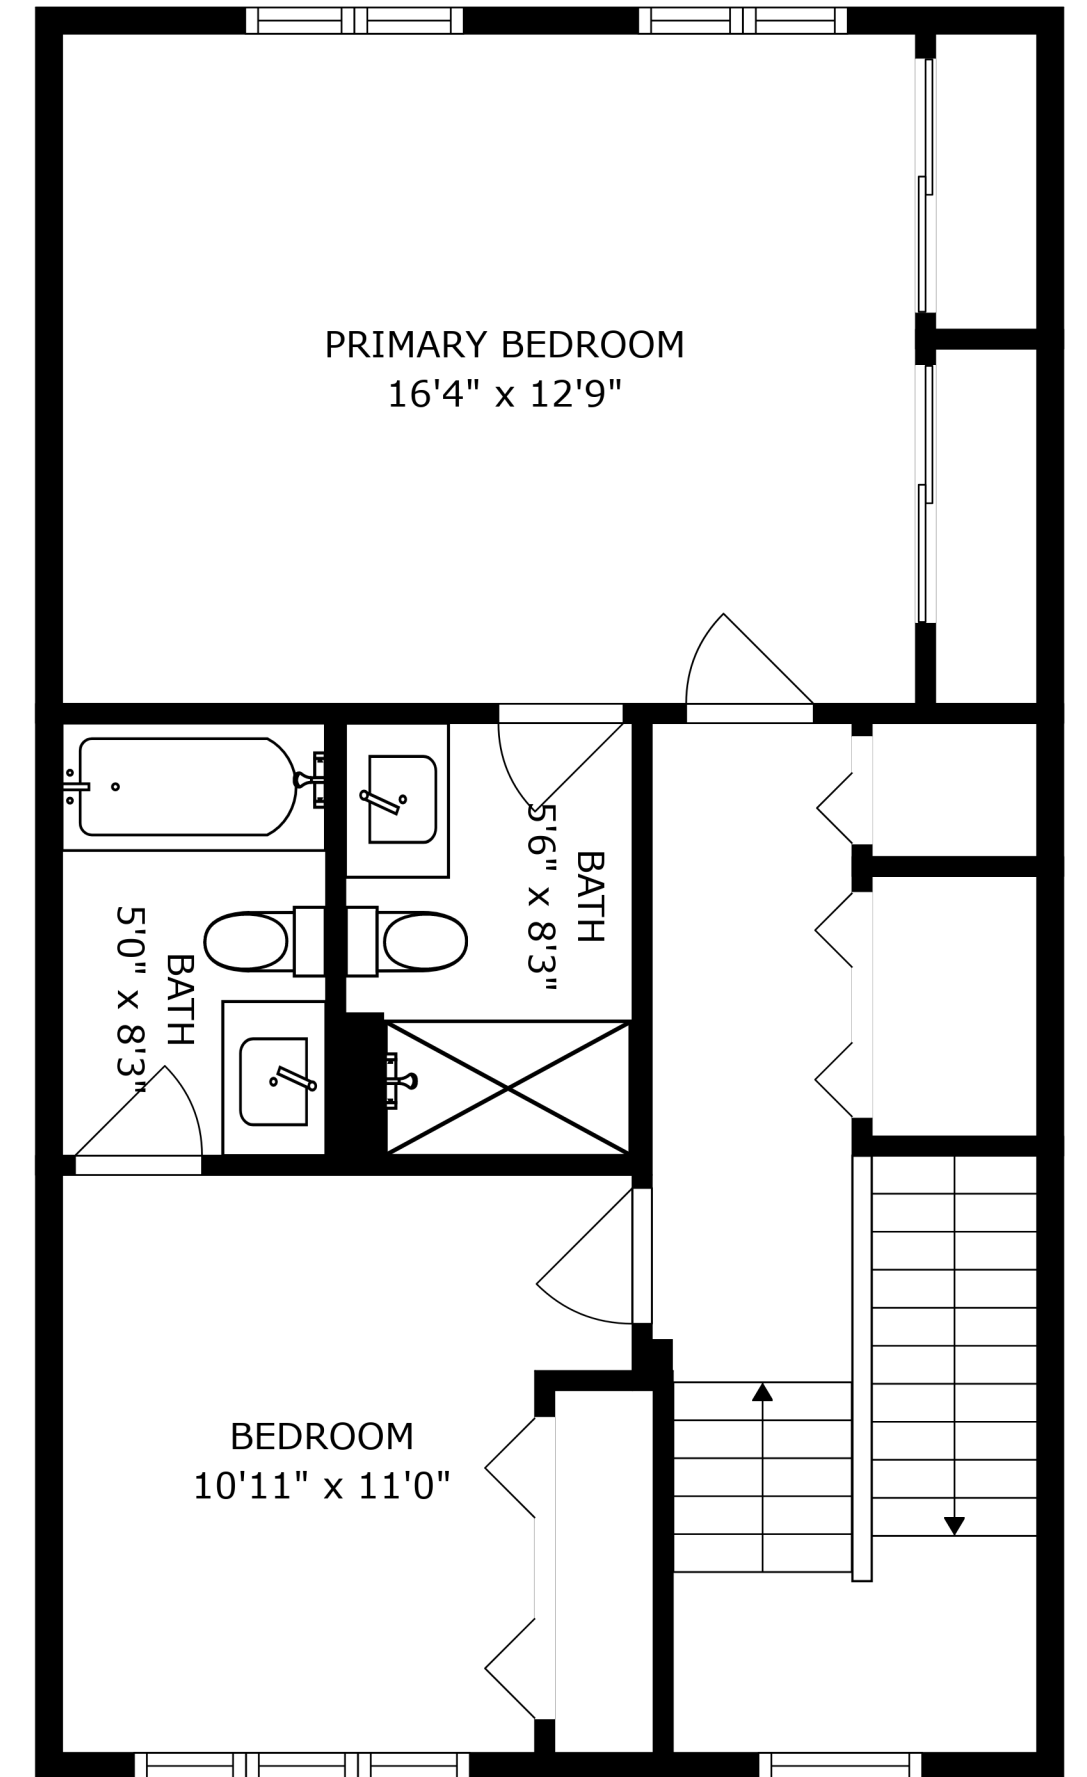 PRIMARY BEDROOM
16'4" x 12'9"
BATH
5'6" x 8'3"
BATH
5'0" x 8'3"
BEDROOM
10'11" x 11'0"